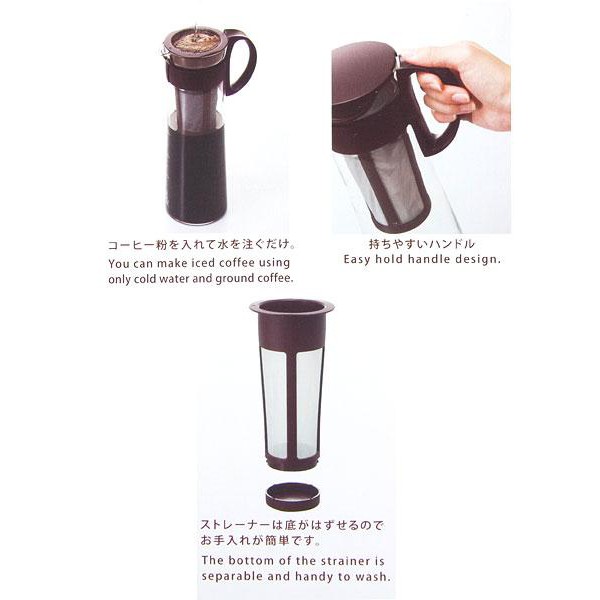 コーヒー粉を入れて水を注ぐだけ。
You can make iced coffee using
only cold water and ground coffee.
持ちやすいハンドル
Easy hold handle design.
ストレーナーは底がはずせるので
お手入れが簡単です。
The bottom of the strainer is
separable and handy to wash.